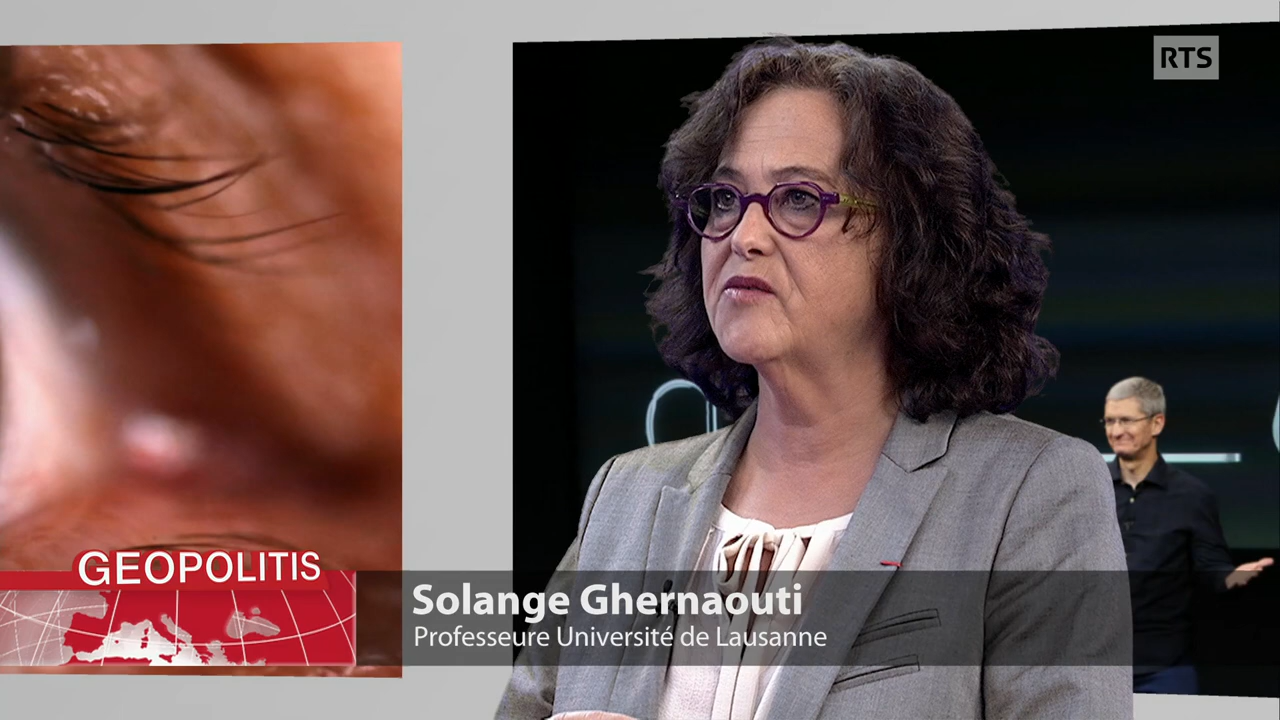 RTS
GEOPOLITIS
Solange Ghernaouti
Professeure Université de Lausanne